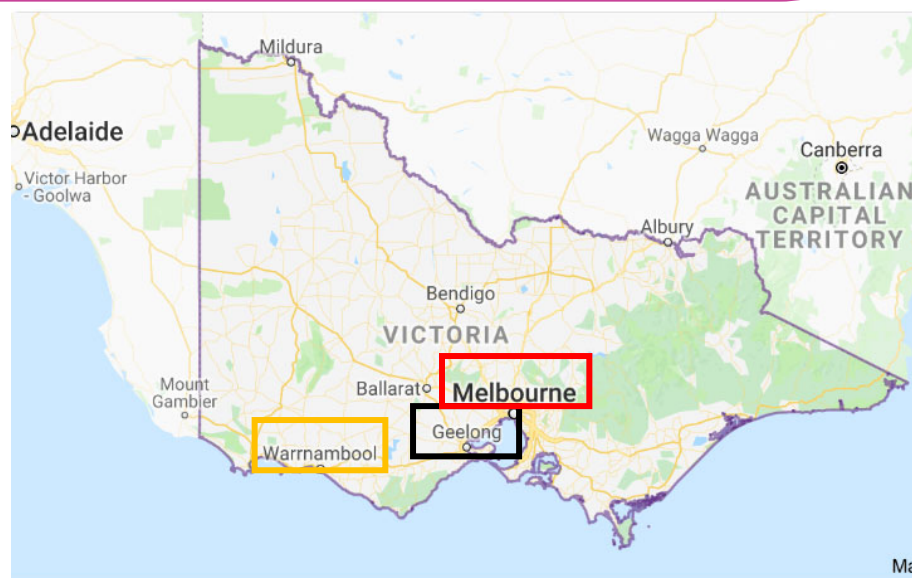 Mildura
Adelaide
Wagga Wagga
Canberra
Victor Harbor
- Goolwa
AUSTRALIAN
CAPITAL
TERRITORY
Albury
Bendigo
VICTORIA
Mount
Gambier
Ballarat
Melbourne
Geelong
Warrnambool
Ma